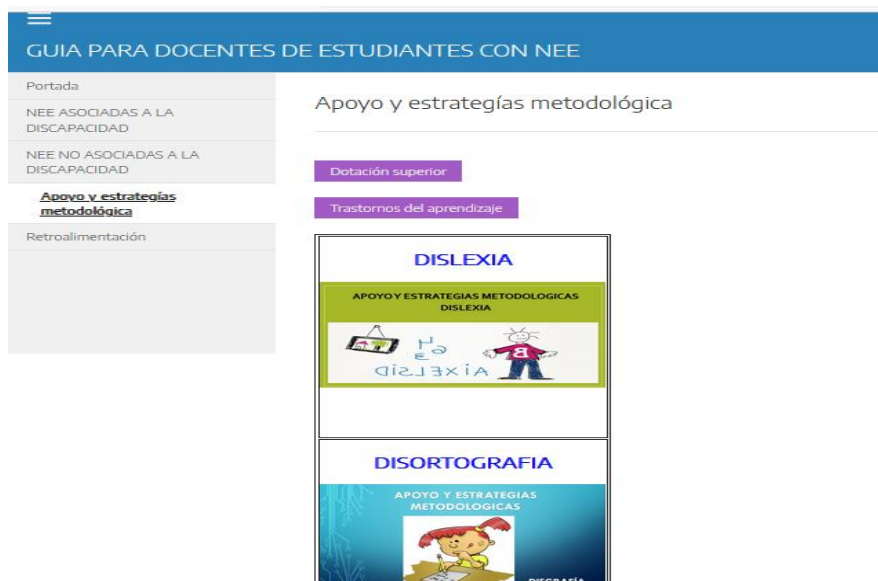 GUIA PARA DOCENTES DE ESTUDIANTES CON NEE
Portada
NEE ASOCIADAS A LA
DISCAPACIDAD
NEE NO ASOCIADAS A LA
DISCAPACIDAD
Apoyo y estrategías
metodológica
Retroalimentación
Apoyo y estrategías metodológica
Dotación superior
Trastornos del aprendizaje
DISLEXIA
APOYO Y ESTRATEGIAS METODOLOGICAS
DISLEXIA
DISORTOGRAFIA
APOYO Y ESTRATEGIAS
METODOLOGICAS
DISGRAFÍA